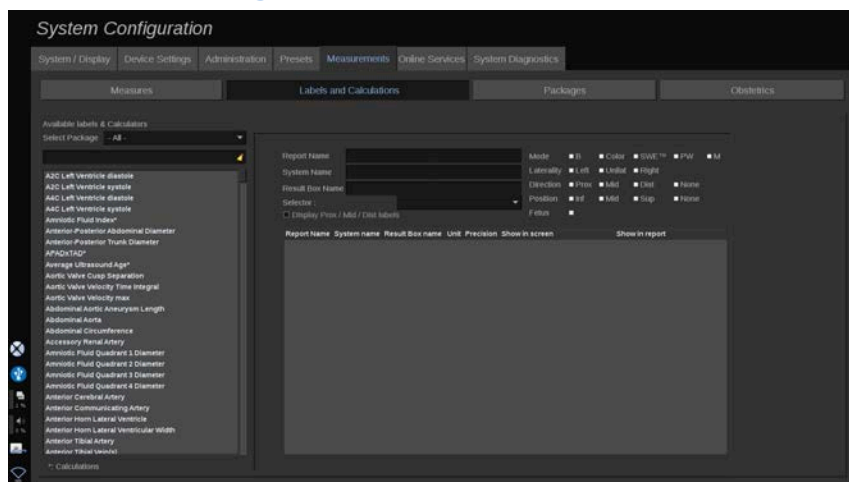 System Configuration
System / Display Device Settings Administration Presets Measurements Online Services System Diagnostics
Measures Labels and Calculations Packages Obstetrics
Available labels & Calculators
Select Package - All -
Report Name
System Name
Result Box Name
Selector :
Display Prox / Mid / Dist labels
Mode B Color SWE™ PW M
Laterality Left Unilat Right
Direction Prox Mid Dist None
Position Inf Mid Sup None
Fetus
Report Name System name Result Box name Unit Precision Show in screen Show in report
A2C Left Ventricle diastole
A2C Left Ventricle systole
A4C Left Ventricle diastole
A4C Left Ventricle systole
Amniotic Fluid Index*
Anterior-Posterior Abdominal Diameter
Anterior-Posterior Trunk Diameter
APADxTAD*
Average Ultrasound Age*
Aortic Valve Cusp Separation
Aortic Valve Velocity Time Integral
Aortic Valve Velocity max
Abdominal Aortic Aneurysm Length
Abdominal Aorta
Abdominal Circumference
Accessory Renal Artery
Amniotic Fluid Quadrant 1 Diameter
Amniotic Fluid Quadrant 2 Diameter
Amniotic Fluid Quadrant 3 Diameter
Amniotic Fluid Quadrant 4 Diameter
Anterior Cerebral Artery
Anterior Communicating Artery
Anterior Horn Lateral Ventricle
Anterior Horn Lateral Ventricular Width
Anterior Tibial Artery
Anterior Tibial Vein(s)
*: Calculations